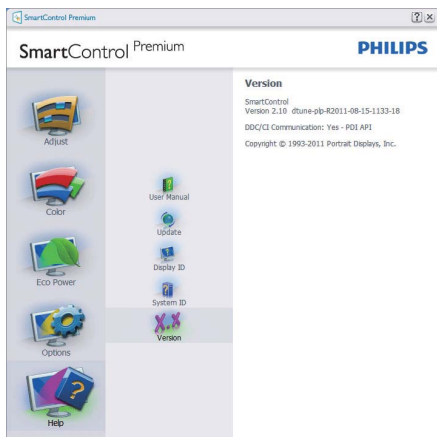 SmartControl Premium
SmartControl Premium
PHILIPS
Adjust
Color
Eco Power
Options
Help
User Manual
Update
Display ID
System ID
X.X
Version
Version
SmartControl
Version 2.10 dtune-plp-R2011-08-15-1133-18
DDC/CI Communication: Yes - PDI API
Copyright © 1993-2011 Portrait Displays, Inc.